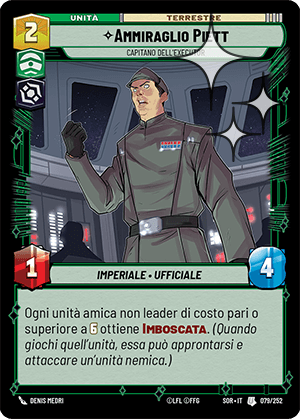 UNITÀ TERRESTRE
2
AMMIRAGLIO PIETT
CAPITANO DELL'EXECUTOR
1
4
IMPERIALE • UFFICIALE
Ogni unità amica non leader di costo pari o
superiore a 6 ottiene IMBOSCATA. (Quando
giochi quell'unità, essa può approntarsi e
attaccare un'unità nemica.)
DENIS MEDRI ©LFL ©FFG SOR • IT U 079/252